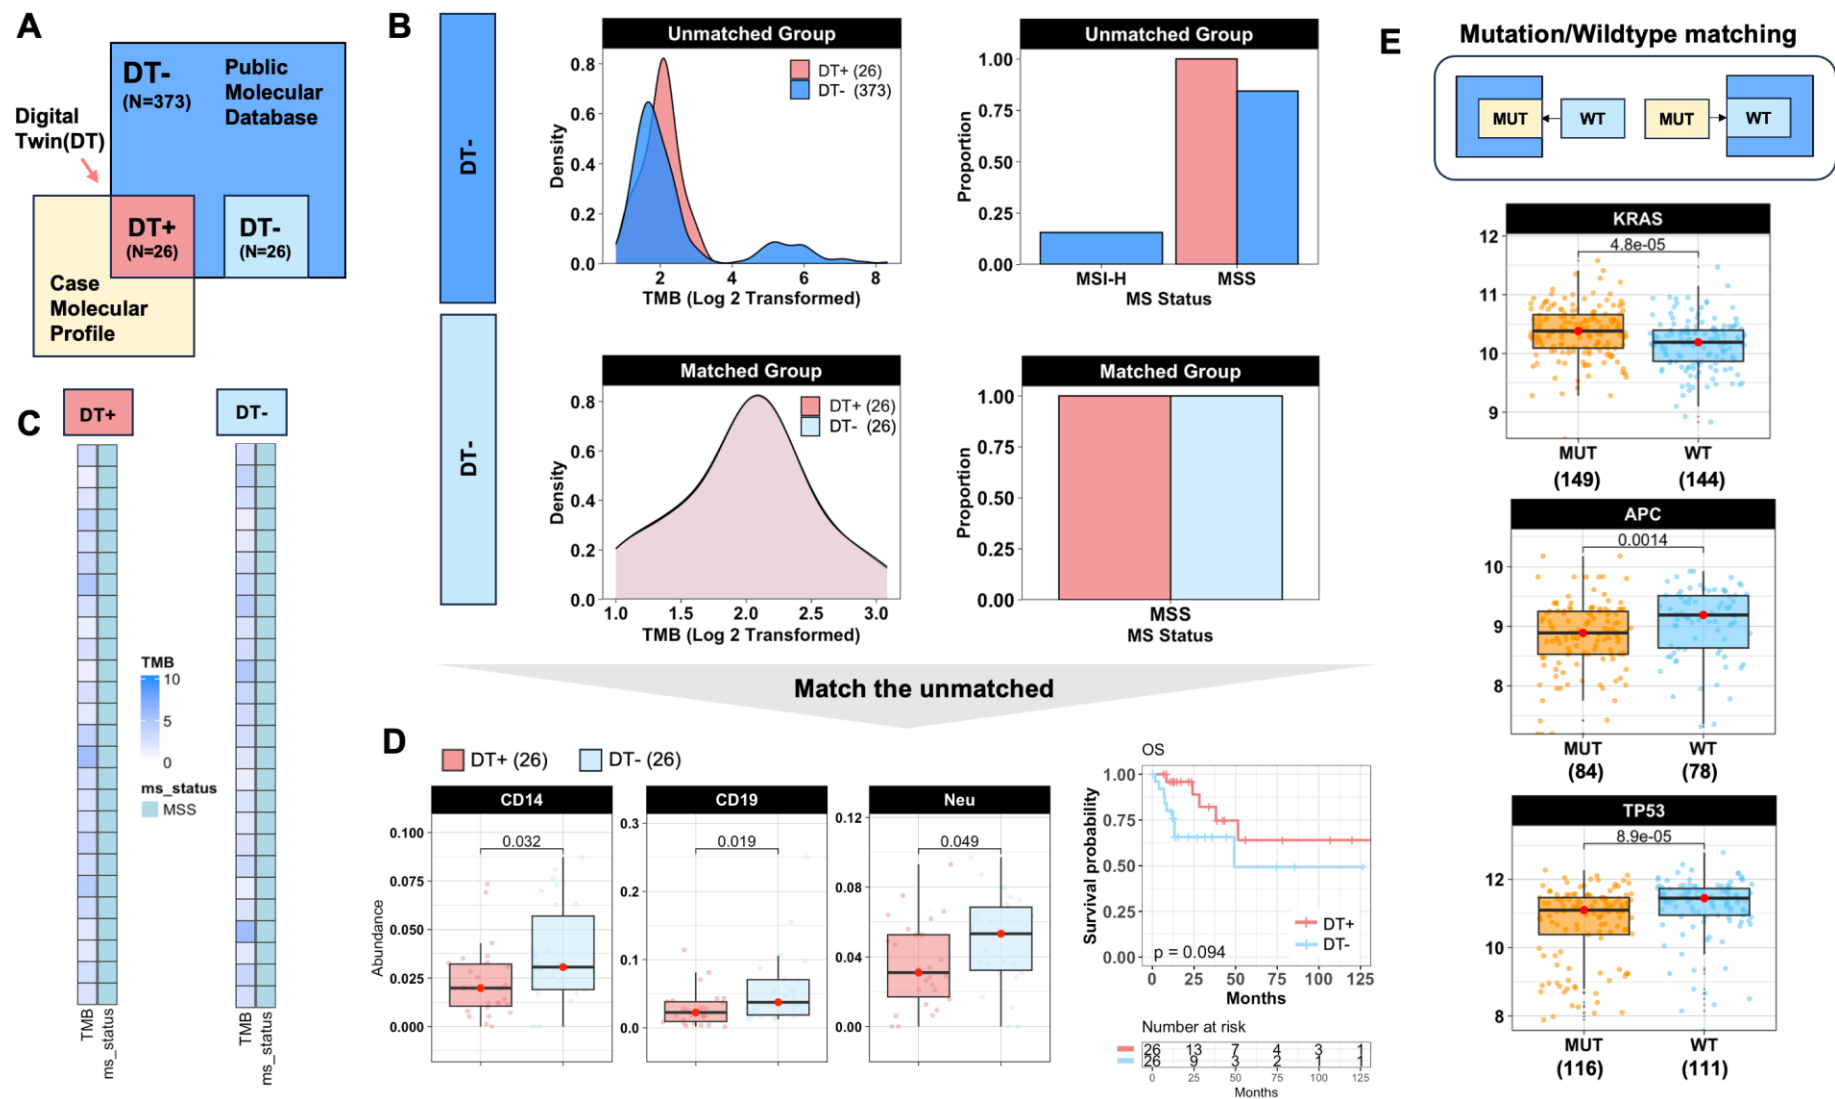 A
DT-
(N=373)
Public
Molecular
Database
Digital
Twin(DT)
DT+
(N=26)
DT-
(N=26)
Case
Molecular
Profile
B
DT-
DT-
Unmatched Group
DT+ (26)
DT- (373)
Density
0.8
0.6
0.4
0.2
0.0
2 4 6 8
TMB (Log 2 Transformed)
Unmatched Group
Proportion
1.00
0.75
0.50
0.25
0.00
MSI-H MSS
MS Status
Matched Group
DT+ (26)
DT- (26)
Density
0.8
0.6
0.4
0.2
0.0
1.0 1.5 2.0 2.5 3.0
TMB (Log 2 Transformed)
Matched Group
Proportion
1.00
0.75
0.50
0.25
0.00
MSS
MS Status
Match the unmatched
C
DT+
DT-
TMB
10
5
0
ms_status
MSS
TMB
ms_status
TMB
ms_status
D
DT+ (26)
DT- (26)
Abundance
CD14
0.032
0.100
0.075
0.050
0.025
0.000
CD19
0.019
0.3
0.2
0.1
0.0
Neu
0.049
0.12
0.08
0.04
0.00
OS
Survival probability
1.00
0.75
0.50
0.25
0.00
DT+
DT-
p = 0.094
0 25 50 75 100 125
Months
Number at risk
26 13 7 4 3 1
26 9 3 2 1 1
0 25 50 75 100 125
Months
E
Mutation/Wildtype matching
MUT WT MUT WT
KRAS
4.8e-05
12
11
10
9
MUT WT
(149) (144)
APC
0.0014
10
9
8
MUT WT
(84) (78)
TP53
8.9e-05
12
10
8
MUT WT
(116) (111)